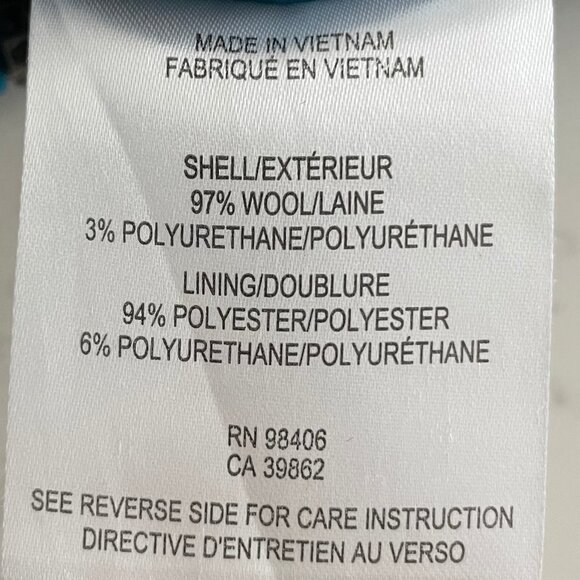 MADE IN VIETNAM
FABRIQUÉ EN VIETNAM
SHELL/EXTÉRIEUR
97% WOOL/LAINE
3% POLYURETHANE/POLYURÉTHANE
LINING/DOUBLURE
94% POLYESTER/POLYESTER
6% POLYURETHANE/POLYURÉTHANE
RN 98406
CA 39862
SEE REVERSE SIDE FOR CARE INSTRUCTION
DIRECTIVE D'ENTRETIEN AU VERSO